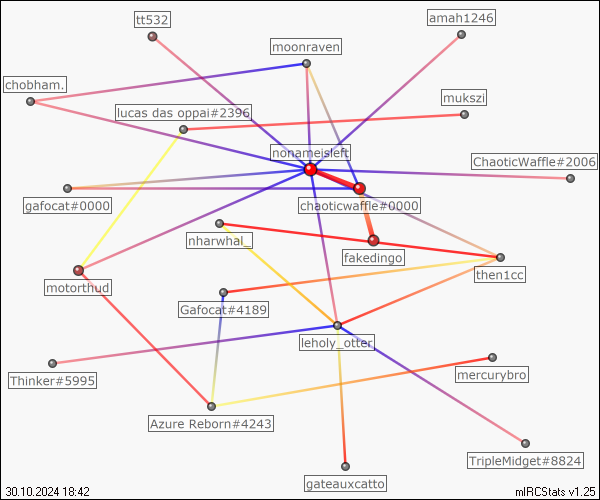 tt532
amah1246
moonraven
chobham.
mukszi
lucas das oppai#2396
nonameisleft
ChaoticWaffle#2006
gafocat#0000
chaoticwaffle#0000
nharwhal_
fakedingo
then1cc
motorthud
Gafocat#4189
leholy_otter
Thinker#5995
mercurybro
Azure Reborn#4243
TripleMidget#8824
gateauxcatto
30.10.2024 18:42
mIRCStats v1.25